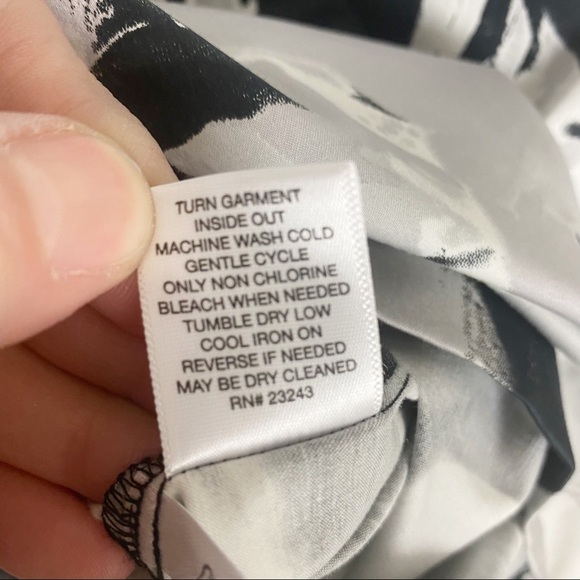 TURN GARMENT
INSIDE OUT
MACHINE WASH COLD
GENTLE CYCLE
ONLY NON CHLORINE
BLEACH WHEN NEEDED
TUMBLE DRY LOW
COOL IRON ON
REVERSE IF NEEDED
MAY BE DRY CLEANED
RN# 23243